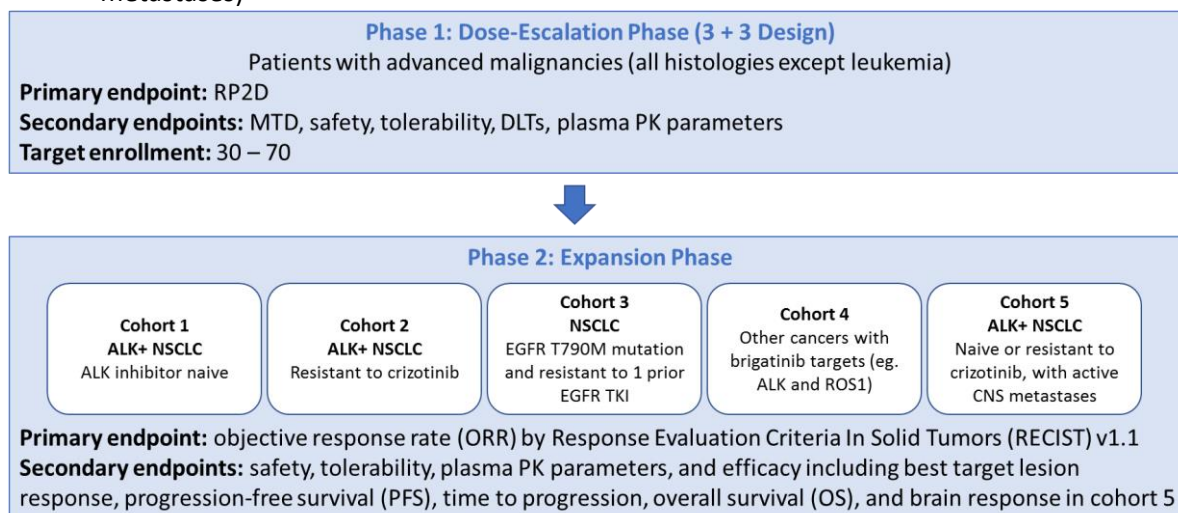 metastases)
Phase 1: Dose-Escalation Phase (3 + 3 Design)
Patients with advanced malignancies (all histologies except leukemia)
Primary endpoint: RP2D
Secondary endpoints: MTD, safety, tolerability, DLTs, plasma PK parameters
Target enrollment: 30 – 70
Phase 2: Expansion Phase
Cohort 1
ALK+ NSCLC
ALK inhibitor naive
Cohort 2
ALK+ NSCLC
Resistant to crizotinib
Cohort 3
NSCLC
EGFR T790M mutation
and resistant to 1 prior
EGFR TKI
Cohort 4
Other cancers with
brigatinib targets (eg.
ALK and ROS1)
Cohort 5
ALK+ NSCLC
Naive or resistant to
crizotinib, with active
CNS metastases
Primary endpoint: objective response rate (ORR) by Response Evaluation Criteria In Solid Tumors (RECIST) v1.1
Secondary endpoints: safety, tolerability, plasma PK parameters, and efficacy including best target lesion
response, progression-free survival (PFS), time to progression, overall survival (OS), and brain response in cohort 5